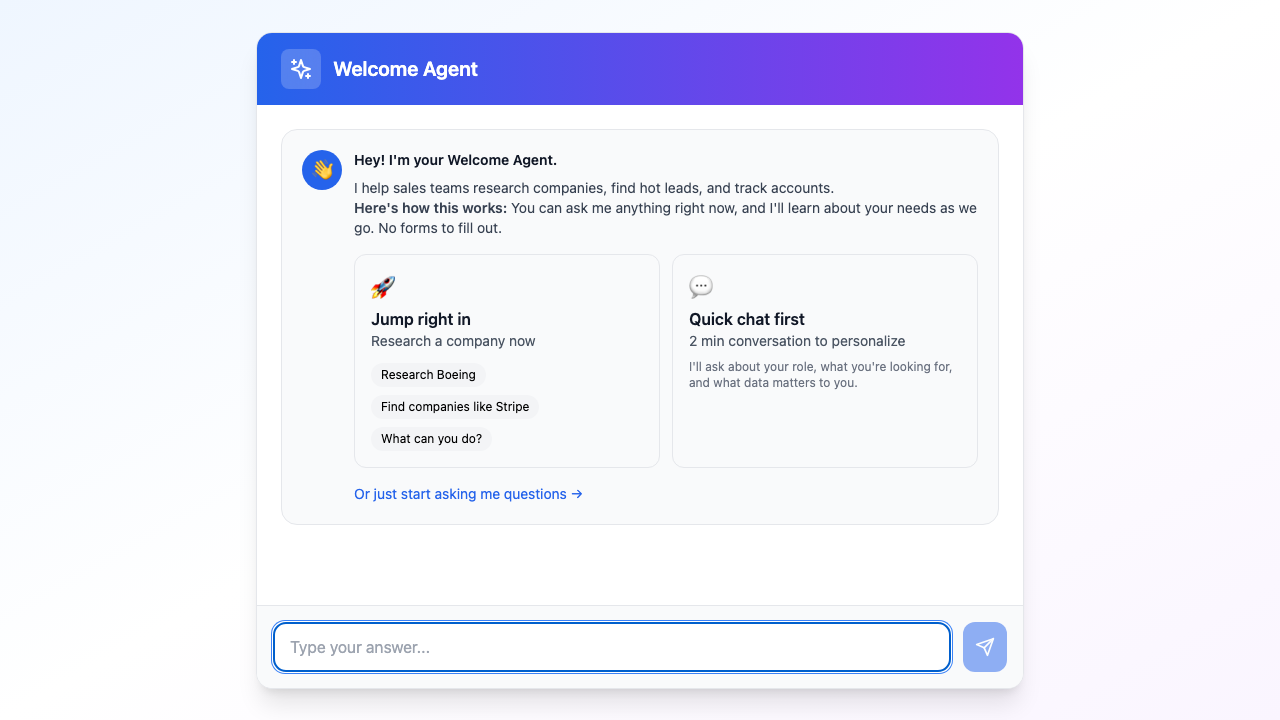 Welcome Agent
Hey! I'm your Welcome Agent.
I help sales teams research companies, find hot leads, and track accounts.
Here's how this works: You can ask me anything right now, and I'll learn about your needs as we
go. No forms to fill out.
Jump right in
Research a company now
Research Boeing
Find companies like Stripe
What can you do?
Quick chat first
2 min conversation to personalize
I'll ask about your role, what you're looking for,
and what data matters to you.
Or just start asking me questions →
Type your answer...